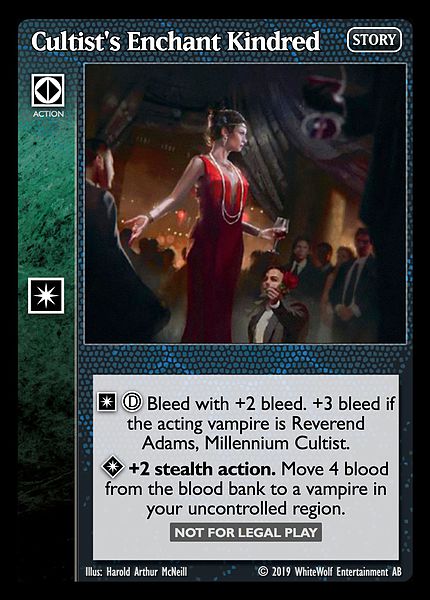 Cultist's Enchant Kindred
STORY
ACTION
D Bleed with +2 bleed. +3 bleed if
the acting vampire is Reverend
Adams, Millennium Cultist.
+2 stealth action. Move 4 blood
from the blood bank to a vampire in
your uncontrolled region.
NOT FOR LEGAL PLAY
Illus: Harold Arthur McNeill
© 2019 WhiteWolf Entertainment AB